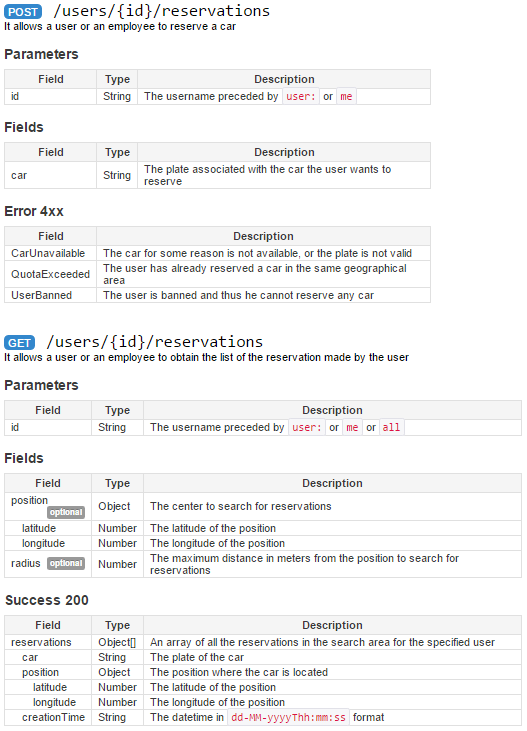 POST /users/{id}/reservations
It allows a user or an employee to reserve a car
Parameters
Field Type Description
id String The username preceded by user: or me
Fields
Field Type Description
car String The plate associated with the car the user wants to
reserve
Error 4xx
Field Description
CarUnavailable The car for some reason is not available, or the plate is not valid
QuotaExceeded The user has already reserved a car in the same geographical
area
UserBanned The user is banned and thus he cannot reserve any car
GET /users/{id}/reservations
It allows a user or an employee to obtain the list of the reservation made by the user
Parameters
Field Type Description
id String The username preceded by user: or me or all
Fields
Field Type Description
position optional Object The center to search for reservations
latitude Number The latitude of the position
longitude Number The longitude of the position
radius optional Number The maximum distance in meters from the position to search for
reservations
Success 200
Field Type Description
reservations Object[] An array of all the reservations in the search area for the specified user
car String The plate of the car
position Object The position where the car is located
latitude Number The latitude of the position
longitude Number The longitude of the position
creationTime String The datetime in dd-MM-yyyyThh:mm:ss format